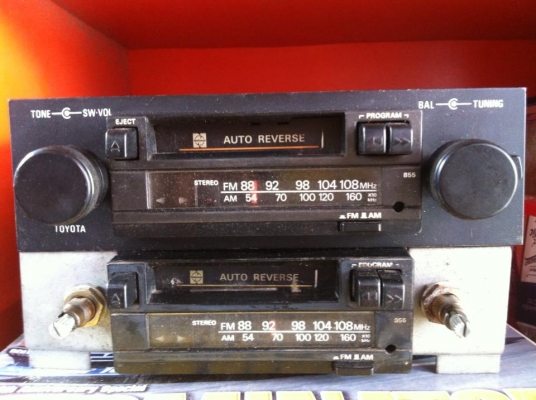 TONE SW-VOL
EJECT
PROGRAM
BAL TUNING
AUTO REVERSE
855
STEREO FM 88 92 98 104 108 MHz
AM 54 70 100 120 160
FM AM
TOYOTA
PROGRAM
AUTO REVERSE
STEREO FM 88 92 98 104 108 MHz
AM 54 70 100 120 160
FM AM